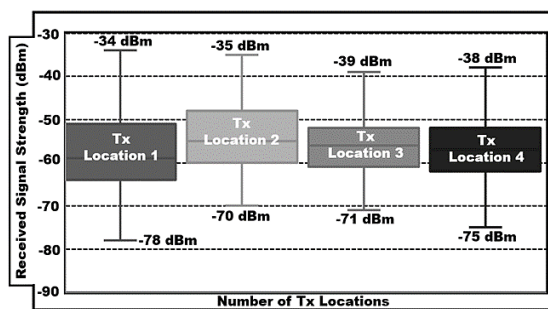 Received Signal Strength (dBm)
-30
-40
-50
-60
-70
-80
-90
-34 dBm
-35 dBm
-39 dBm
-38 dBm
Tx
Location 1
Tx
Location 2
Tx
Location 3
Tx
Location 4
-78 dBm
-70 dBm
-71 dBm
-75 dBm
Number of Tx Locations